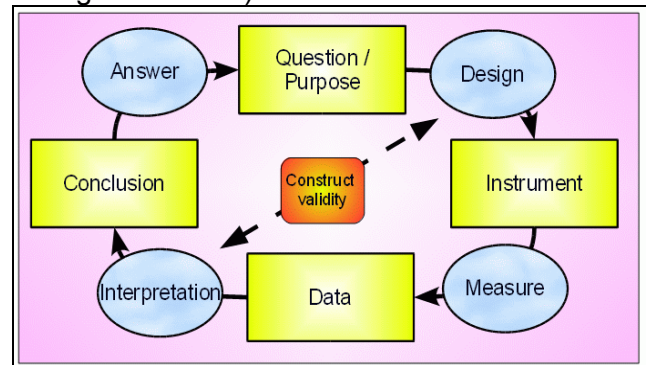 Answer
Question /
Purpose
Design
Conclusion
Construct
validity
Instrument
Interpretation
Data
Measure